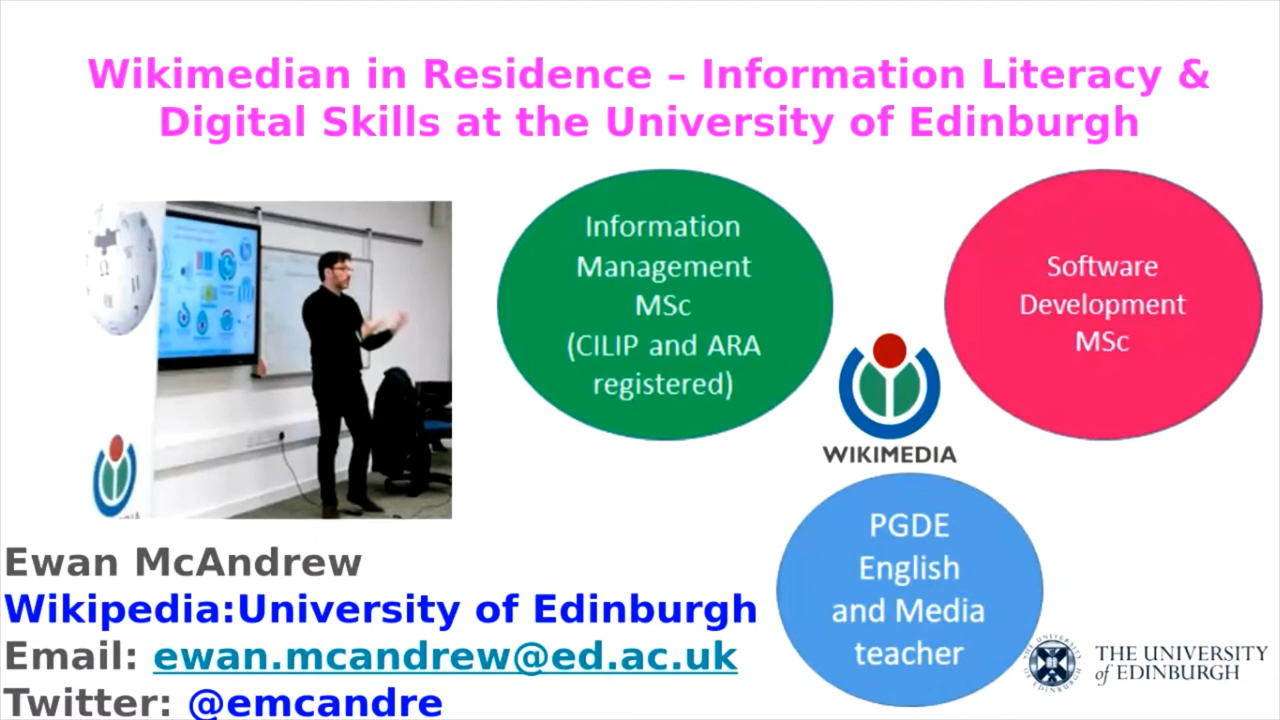 Wikimedian in Residence – Information Literacy &
Digital Skills at the University of Edinburgh
Information
Management
MSc
(CILIP and ARA
registered)
Software
Development
MSc
WIKIMEDIA
PGDE
English
and Media
teacher
Ewan McAndrew
Wikipedia:University of Edinburgh
Email: ewan.mcandrew@ed.ac.uk
Twitter: @emcandre
THE UNIVERSITY
of EDINBURGH